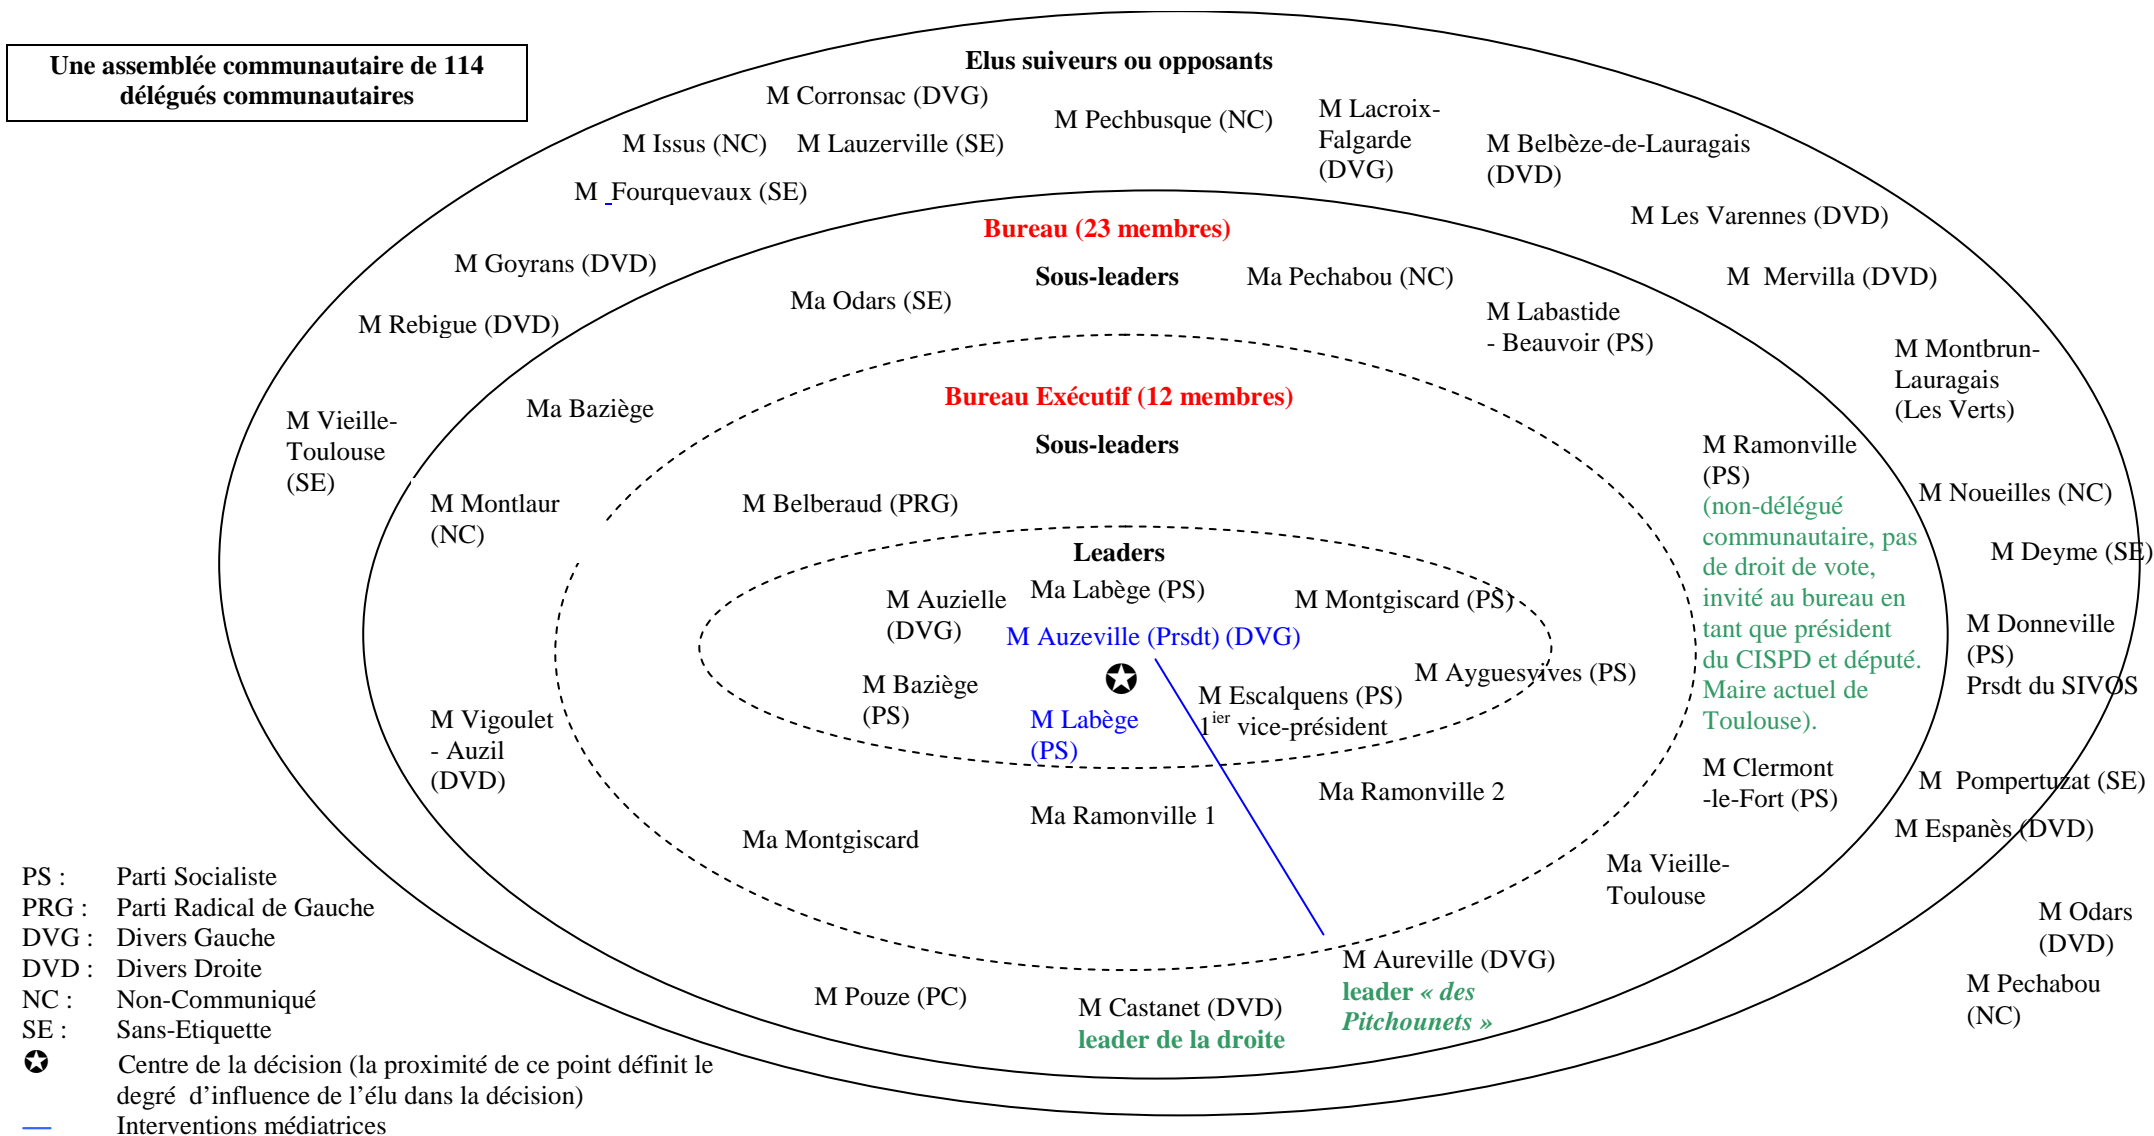 Une assemblée communautaire de 114
délégués communautaires
Elus suiveurs ou opposants
M Corronsac (DVG)
M Pechbusque (NC)
M Lacroix-
Falgarde
(DVG)
M Issus (NC)
M Lauzerville (SE)
M Belbèze-de-Lauragais
(DVD)
M Fourquevaux (SE)
M Les Varennes (DVD)
Bureau (23 membres)
M Goyrans (DVD)
Sous-leaders
Ma Pechabou (NC)
M Mervilla (DVD)
Ma Odars (SE)
M Rebigue (DVD)
M Labastide
- Beauvoir (PS)
M Montbrun-
Lauragais
(Les Verts)
Bureau Exécutif (12 membres)
Ma Baziège
M Vieille-
Toulouse
(SE)
Sous-leaders
M Ramonville
(PS)
(non-délégué
communautaire, pas
de droit de vote,
invité au bureau en
tant que président
du CISPD et député.
Maire actuel de
Toulouse).
M Montlaur
(NC)
M Belberaud (PRG)
M Noueilles (NC)
M Deyme (SE)
Leaders
Ma Labège (PS)
M Auzielle
(DVG)
M Montgiscard (PS)
M Auzeville (Prsdt) (DVG)
M Donneville
(PS)
Prsdt du SIVOS
M Ayguesvives (PS)
M Baziège
(PS)
M Escalquens (PS)
1ier vice-président
M Labège
(PS)
M Vigoulet
- Auzil
(DVD)
M Clermont
-le-Fort (PS)
M Pompertuzat (SE)
Ma Ramonville 2
Ma Ramonville 1
M Espanès (DVD)
Ma Montgiscard
Ma Vieille-
Toulouse
M Odars
(DVD)
M Aureville (DVG)
leader « des
Pitchounets »
M Pechabou
(NC)
M Pouze (PC)
M Castanet (DVD)
leader de la droite
PS : Parti Socialiste
PRG : Parti Radical de Gauche
DVG : Divers Gauche
DVD : Divers Droite
NC : Non-Communiqué
SE : Sans-Etiquette
✪ Centre de la décision (la proximité de ce point définit le
degré d'influence de l'élu dans la décision)
— Interventions médiatrices